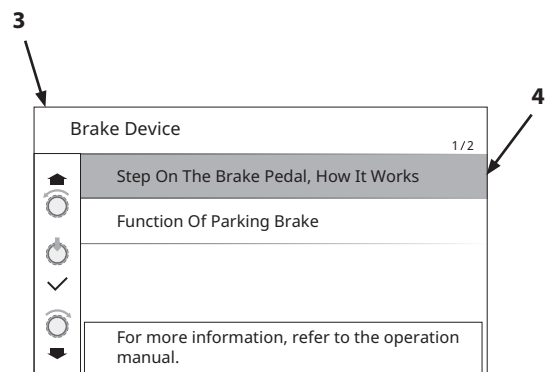 3
4
Brake Device
1/2
Step On The Brake Pedal, How It Works
Function Of Parking Brake
For more information, refer to the operation
manual.